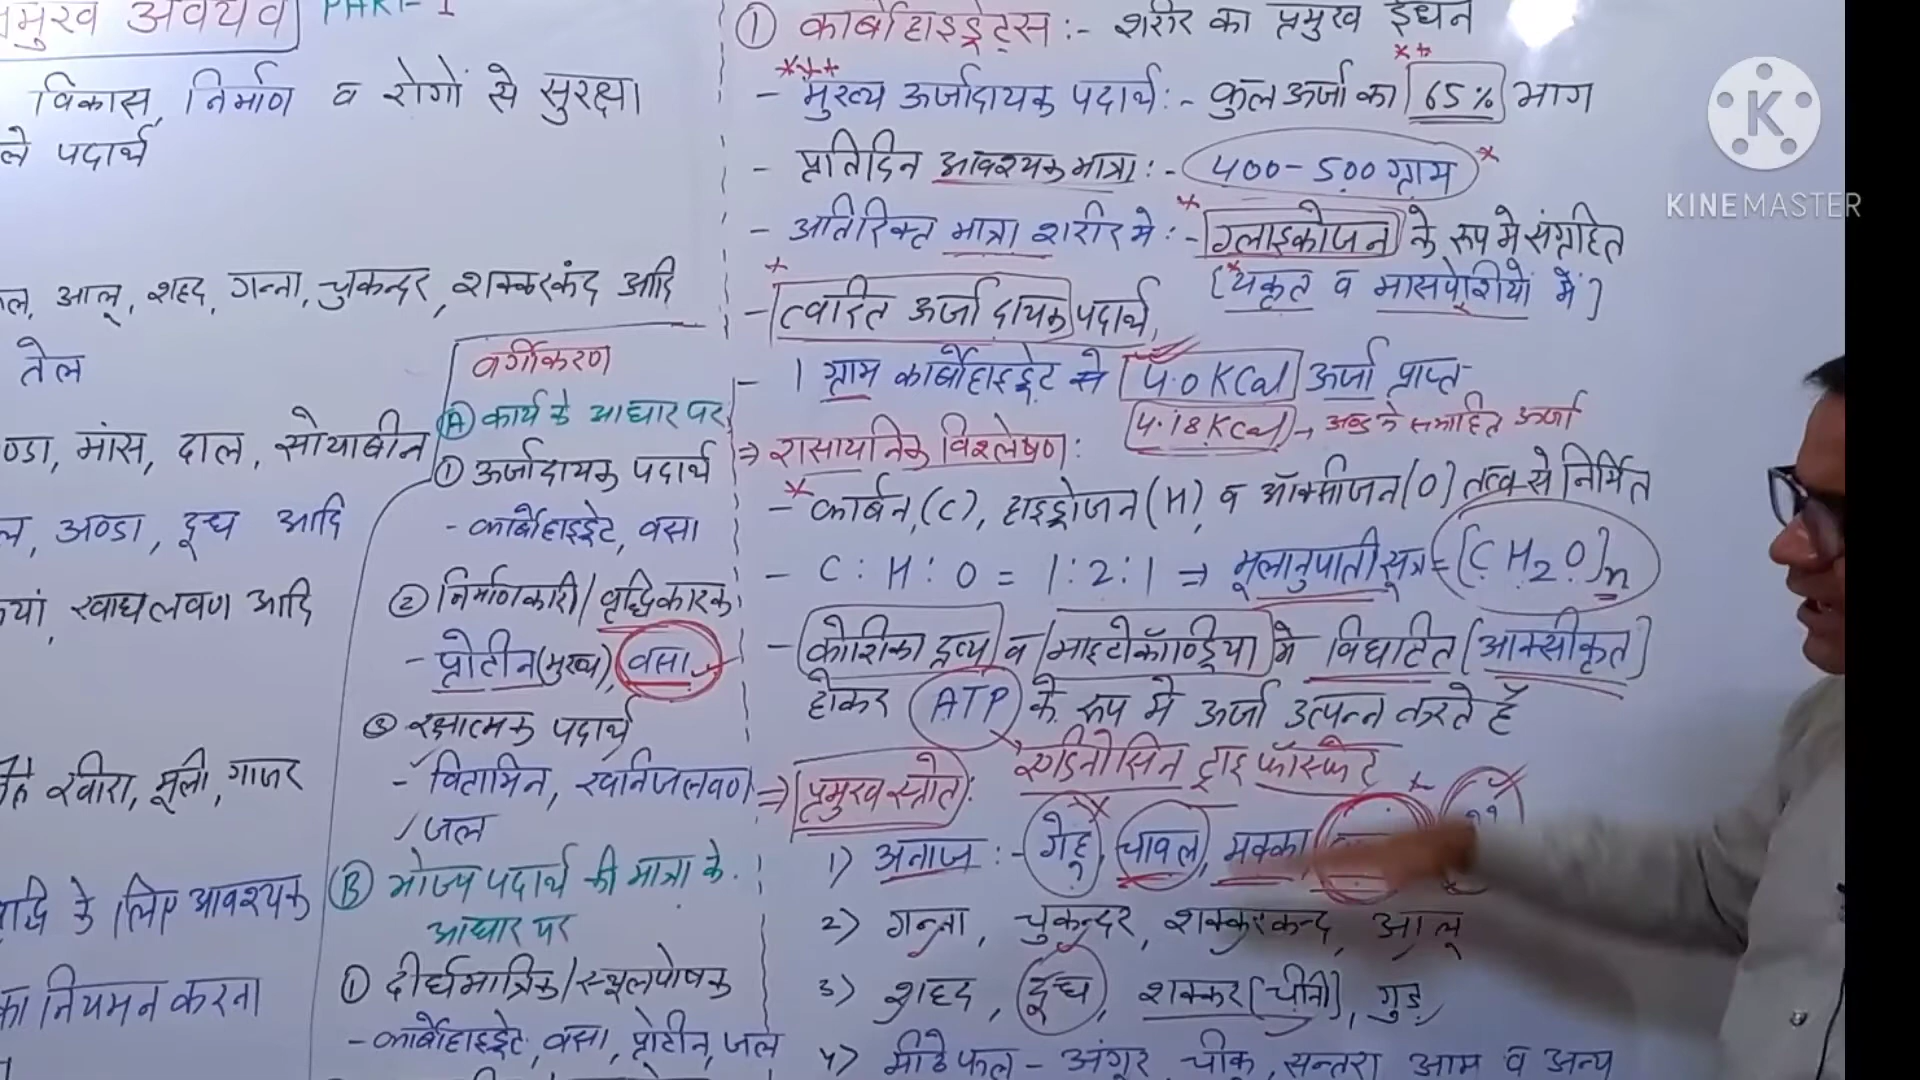 प्रमुख अवयव PART-1
विकास, निर्माण व रोगों से सुरक्षा
पदार्थ
आलू, शहद, गन्ना, चुकन्दर, शक्करकंद आदि
तेल
मांस, दाल, सोयाबीन
अण्डा, दूध आदि
खाद्यलवण आदि
खीरा, मूली, गाजर
के लिए आवश्यक
का नियमन करना
वर्गीकरण
(A) कार्य के आधार पर
① ऊर्जादायक पदार्थ
- कार्बोहाइड्रेट, वसा
② निर्माणकारी/वृद्धिकारक
- प्रोटीन(मुख्य), वसा
③ रक्षात्मक पदार्थ
- विटामिन, खनिजलवण
जल
(B) भोज्य पदार्थ की मात्रा के
आधार पर
① दीर्घमात्रिक/स्थूलपोषक
- कार्बोहाइड्रेट, वसा, प्रोटीन, जल
① कार्बोहाइड्रेट्स :- शरीर का प्रमुख ईंधन
- मुख्य ऊर्जादायक पदार्थ :- कुल ऊर्जा का 65% भाग
- प्रतिदिन आवश्यक मात्रा :- 400-500 ग्राम
- अतिरिक्त मात्रा शरीर मे :- ग्लाइकोजन के रूप मे संग्रहित
[यकृत व मासपेशीयों में]
- त्वरित ऊर्जा दायक पदार्थ,
- 1 ग्राम कार्बोहाइड्रेट से 4.0 KCal ऊर्जा प्राप्त
4.18 KCal → समाहित ऊर्जा
⇒ रासायनिक विश्लेषण:
- कार्बन(C), हाइड्रोजन(H), व ऑक्सीजन(O) तत्व से निर्मित
- C : H : O = 1:2:1 ⇒ मूलानुपाती सूत्र = [CH2O]n
- कोशिका द्रव्य व माइटोकॉण्ड्रिया मे विघटित [आक्सीकृत]
होकर ATP के रूप मे ऊर्जा उत्पन्न करते हैं
एडिनोसिन ट्राइ फॉस्फेट
⇒ प्रमुख स्त्रोत:
1) अनाज :- गेहू, चावल, मक्का
2) गन्ना, चुकन्दर, शक्करकन्द, आलू
3) शहद, दूध, शक्कर[चीनी], गुड़
4) मीठे फल - अंगूर, चीकू, सन्तरा आम व अन्य
K
KINEMASTER